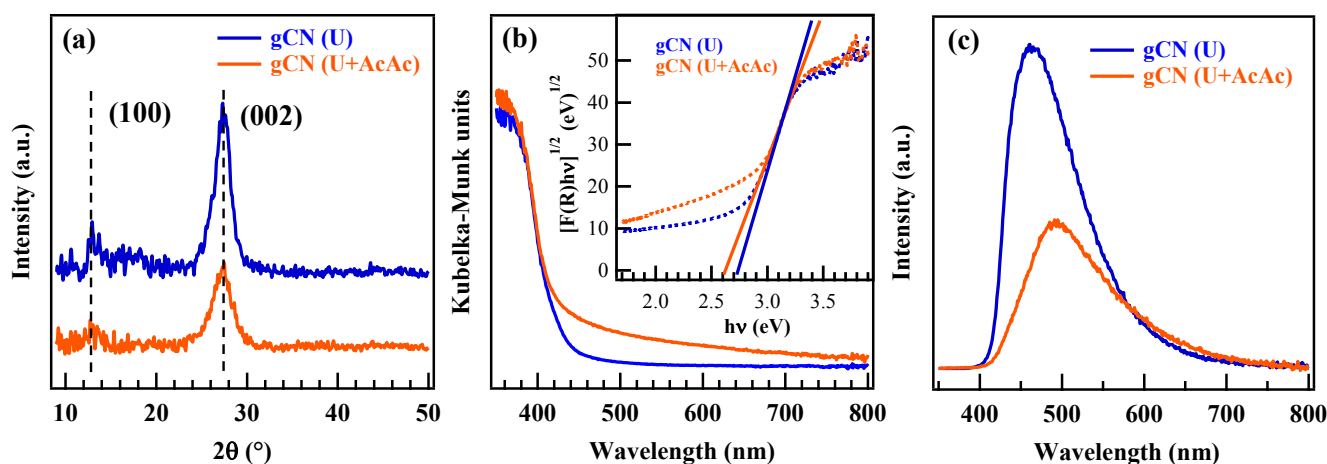 (a)
gCN (U)
gCN (U+AcAc)
(100)
(002)
Intensity (a.u.)
10 20 30 40 50
2θ (°)
(b)
gCN (U)
gCN (U+AcAc)
Kubelka-Munk units
400 500 600 700 800
Wavelength (nm)
[F(R)hν]^1/2 (eV)^1/2
60
50
40
30
20
10
0
2.0 2.5 3.0 3.5
hν (eV)
(c)
gCN (U)
gCN (U+AcAc)
Intensity (a.u.)
400 500 600 700 800
Wavelength (nm)